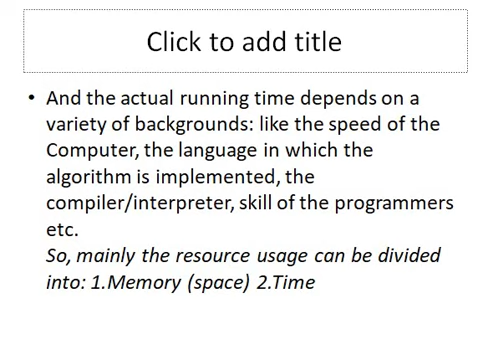 Click to add title
• And the actual running time depends on a
variety of backgrounds: like the speed of the
Computer, the language in which the
algorithm is implemented, the
compiler/interpreter, skill of the programmers
etc.
So, mainly the resource usage can be divided
into: 1.Memory (space) 2.Time